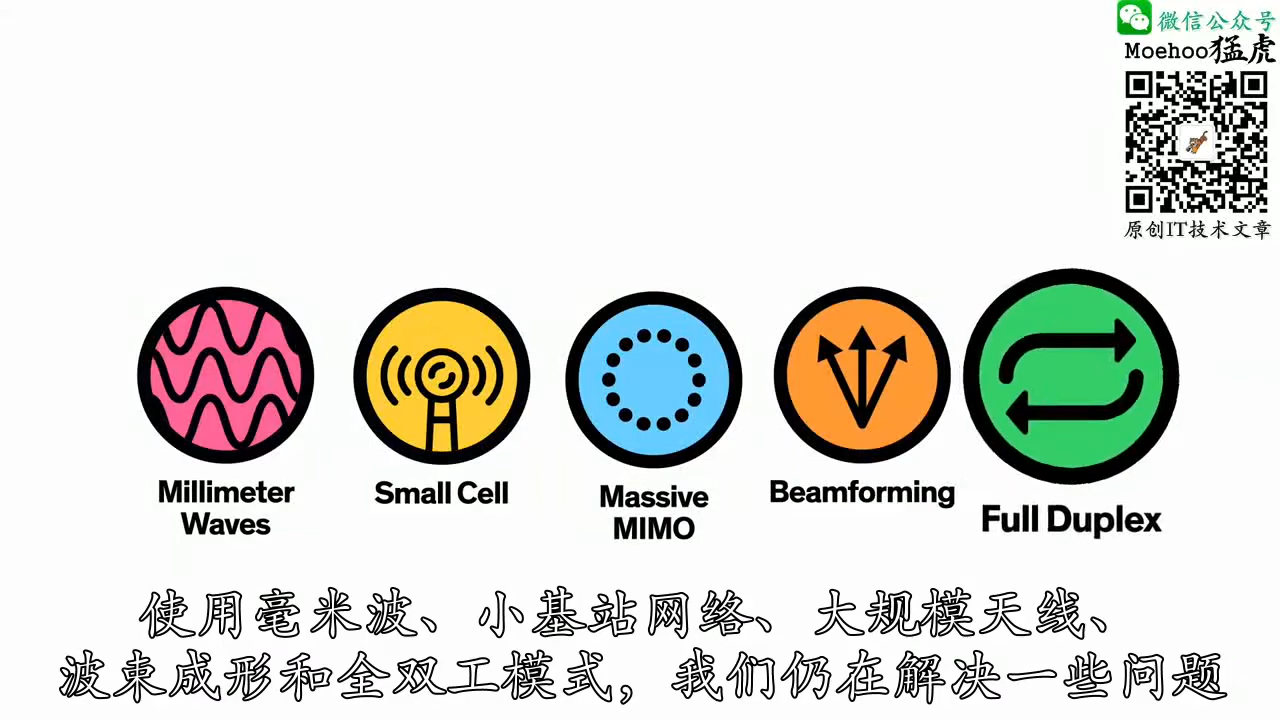 微信公众号
Moehoo猛虎
原创IT技术文章
Millimeter
Waves
Small Cell
Massive
MIMO
Beamforming
Full Duplex
使用毫米波、小基站网络、大规模天线、
波束成形和全双工模式，我们仍在解决一些问题